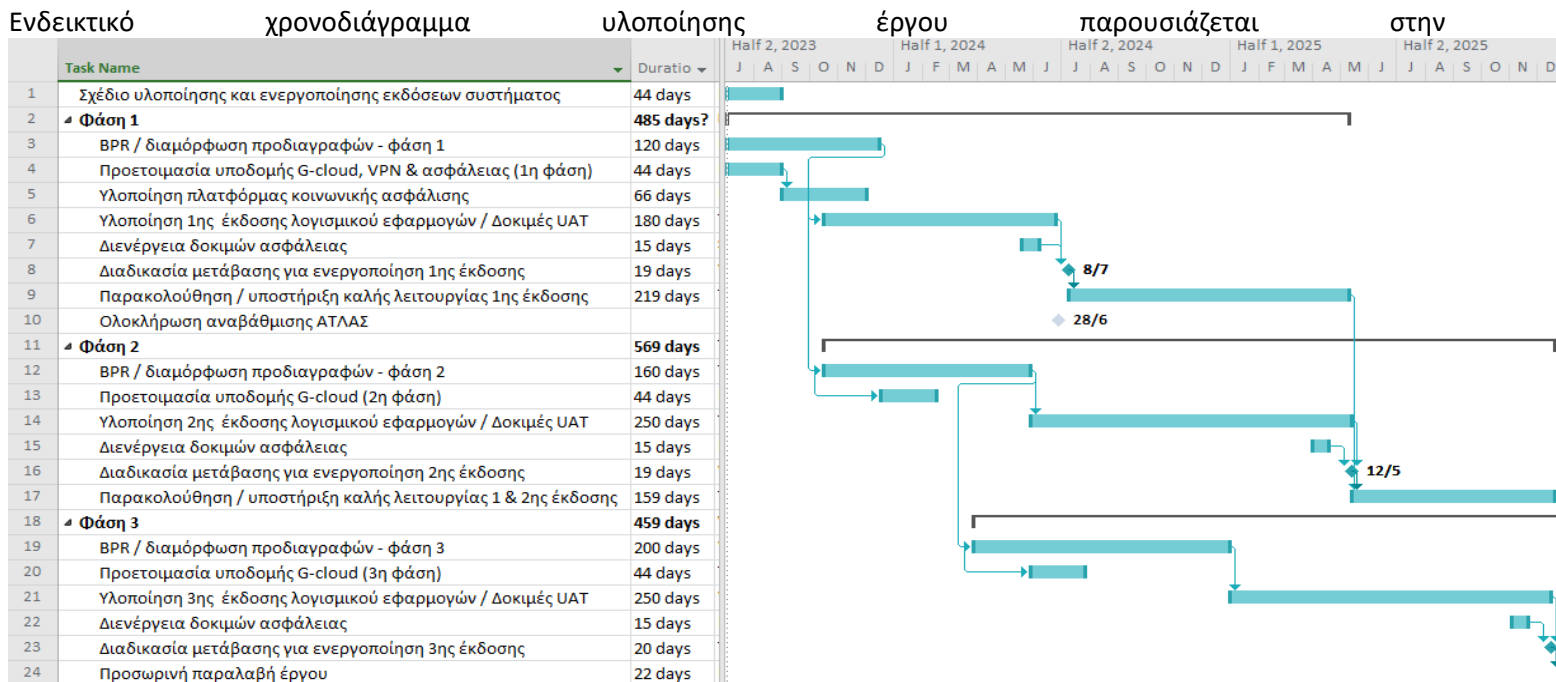 Ενδεικτικό χρονοδιάγραμμα υλοποίησης έργου παρουσιάζεται στην
Half 2, 2023 Half 1, 2024 Half 2, 2024 Half 1, 2025 Half 2, 2025
Task Name Duratio J A S O N D J F M A M J J A S O N D J F M A M J J A S O N D
1 Σχέδιο υλοποίησης και ενεργοποίησης εκδόσεων συστήματος 44 days
2 Φάση 1 485 days?
3 BPR / διαμόρφωση προδιαγραφών - φάση 1 120 days
4 Προετοιμασία υποδομής G-cloud, VPN & ασφάλειας (1η φάση) 44 days
5 Υλοποίηση πλατφόρμας κοινωνικής ασφάλισης 66 days
6 Υλοποίηση 1ης έκδοσης λογισμικού εφαρμογών / Δοκιμές UAT 180 days
7 Διενέργεια δοκιμών ασφάλειας 15 days
8 Διαδικασία μετάβασης για ενεργοποίηση 1ης έκδοσης 19 days 8/7
9 Παρακολούθηση / υποστήριξη καλής λειτουργίας 1ης έκδοσης 219 days
10 Ολοκλήρωση αναβάθμισης ΑΤΛΑΣ 28/6
11 Φάση 2 569 days
12 BPR / διαμόρφωση προδιαγραφών - φάση 2 160 days
13 Προετοιμασία υποδομής G-cloud (2η φάση) 44 days
14 Υλοποίηση 2ης έκδοσης λογισμικού εφαρμογών / Δοκιμές UAT 250 days
15 Διενέργεια δοκιμών ασφάλειας 15 days
16 Διαδικασία μετάβασης για ενεργοποίηση 2ης έκδοσης 19 days 12/5
17 Παρακολούθηση / υποστήριξη καλής λειτουργίας 1 & 2ης έκδοσης 159 days
18 Φάση 3 459 days
19 BPR / διαμόρφωση προδιαγραφών - φάση 3 200 days
20 Προετοιμασία υποδομής G-cloud (3η φάση) 44 days
21 Υλοποίηση 3ης έκδοσης λογισμικού εφαρμογών / Δοκιμές UAT 250 days
22 Διενέργεια δοκιμών ασφάλειας 15 days
23 Διαδικασία μετάβασης για ενεργοποίηση 3ης έκδοσης 20 days
24 Προσωρινή παραλαβή έργου 22 days